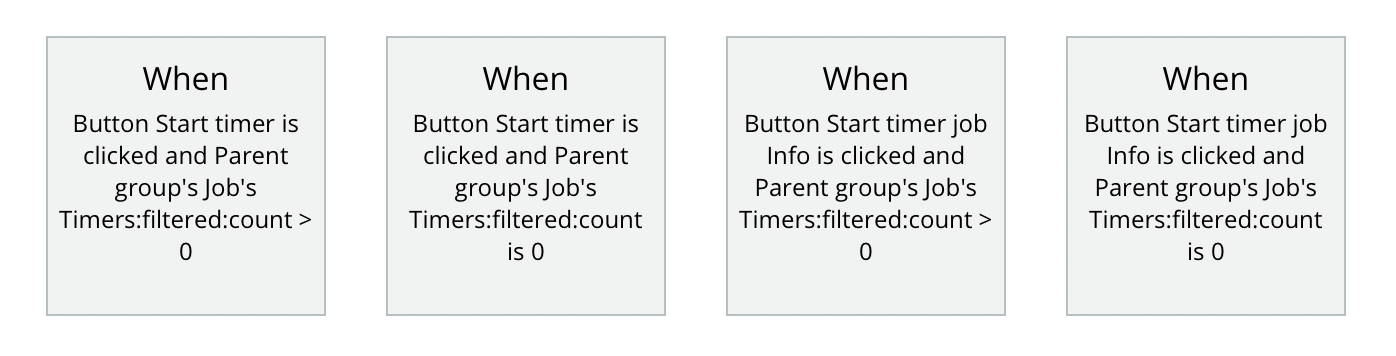 When
Button Start timer is
clicked and Parent
group's Job's
Timers:filtered:count >
0
When
Button Start timer is
clicked and Parent
group's Job's
Timers:filtered:count
is 0
When
Button Start timer job
Info is clicked and
Parent group's Job's
Timers:filtered:count >
0
When
Button Start timer job
Info is clicked and
Parent group's Job's
Timers:filtered:count
is 0